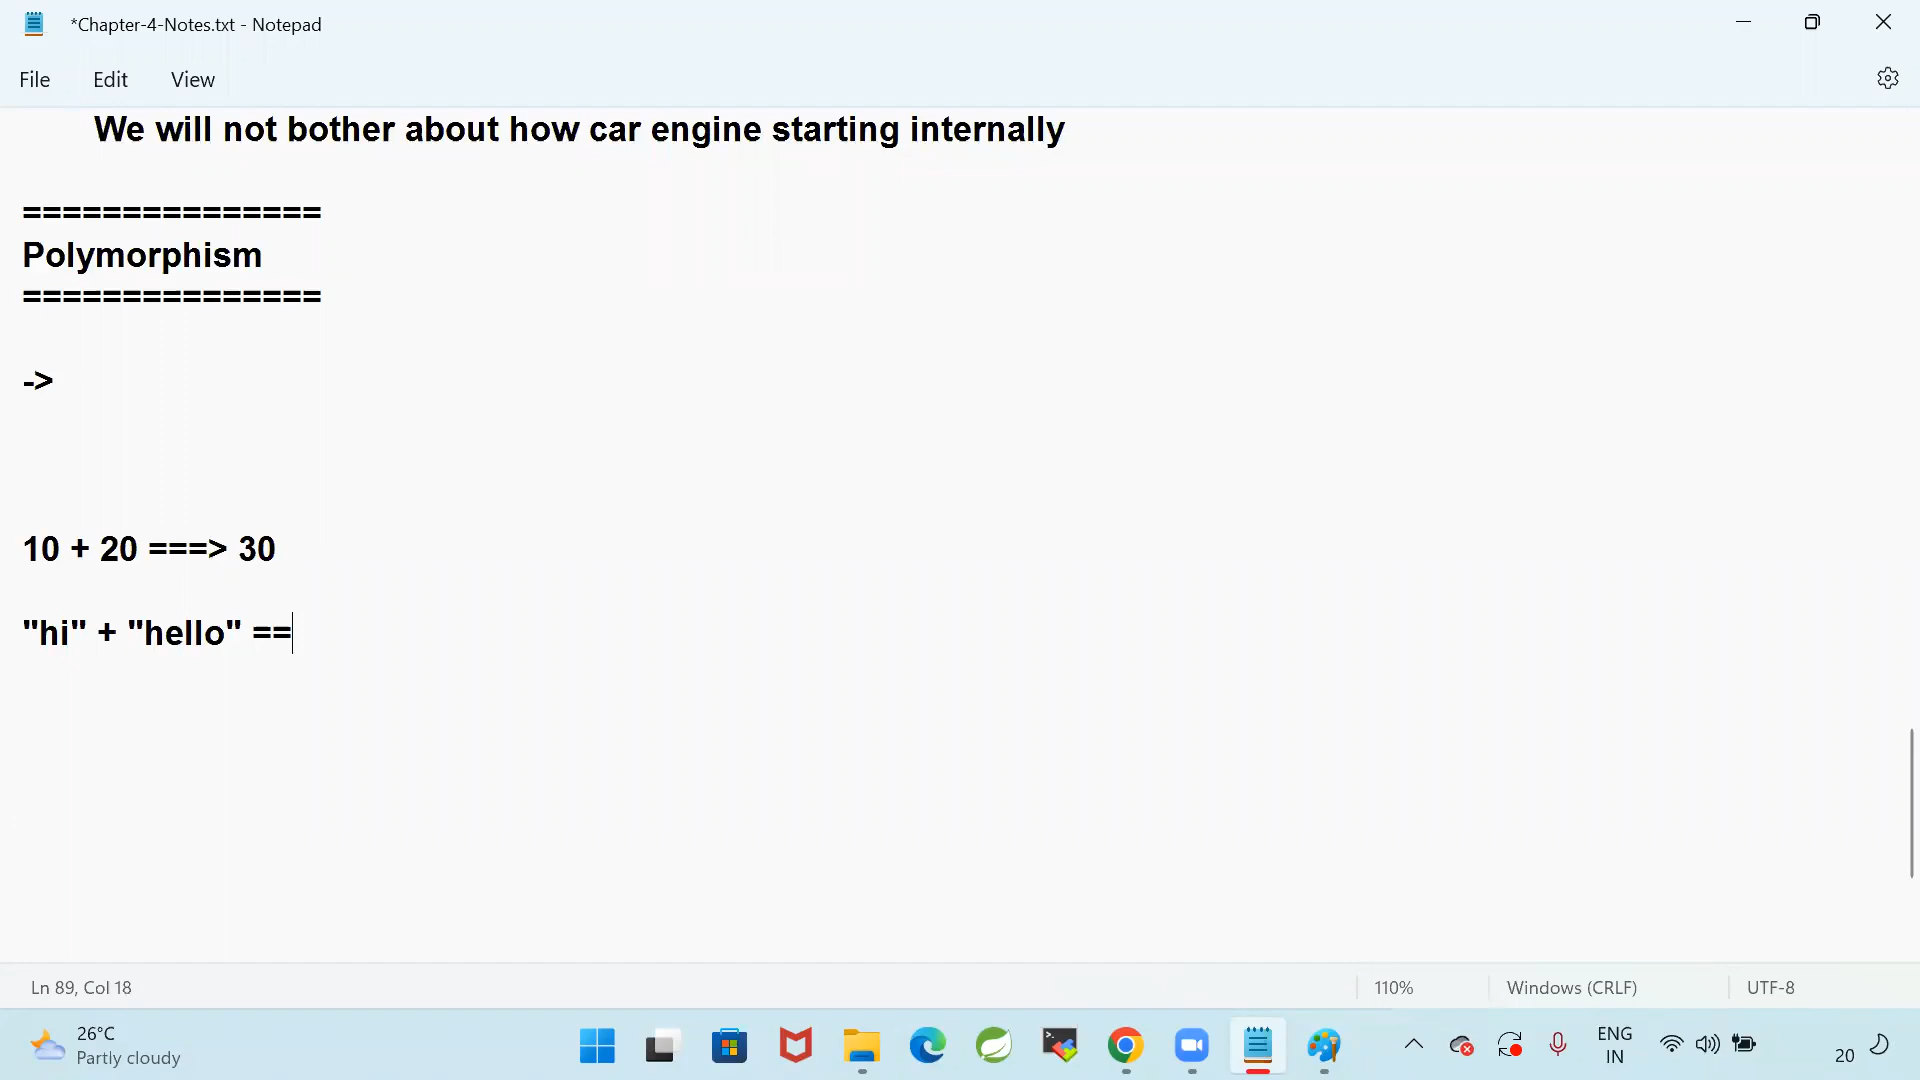 *Chapter-4-Notes.txt - Notepad
File Edit View
We will not bother about how car engine starting internally
===============
Polymorphism
===============
->
10 + 20 ===> 30
"hi" + "hello" ==
Ln 89, Col 18 110% Windows (CRLF) UTF-8
26°C
Partly cloudy
ENG
IN
20